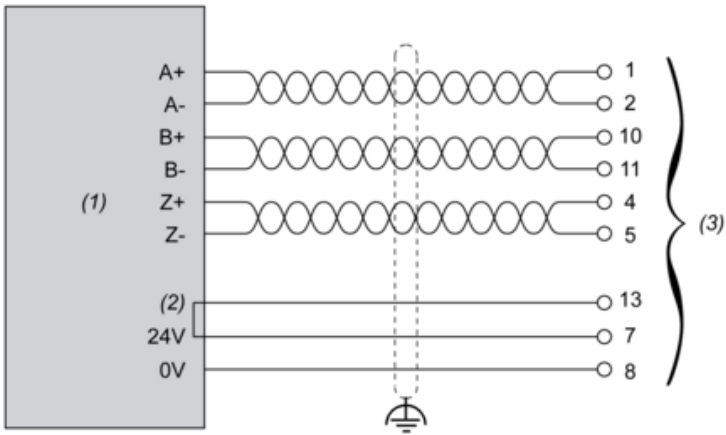 A+ 1
A- 2
B+ 10
B- 11
(1) Z+ 4
Z- 5
(3)
(2) 13
24V 7
0V 8